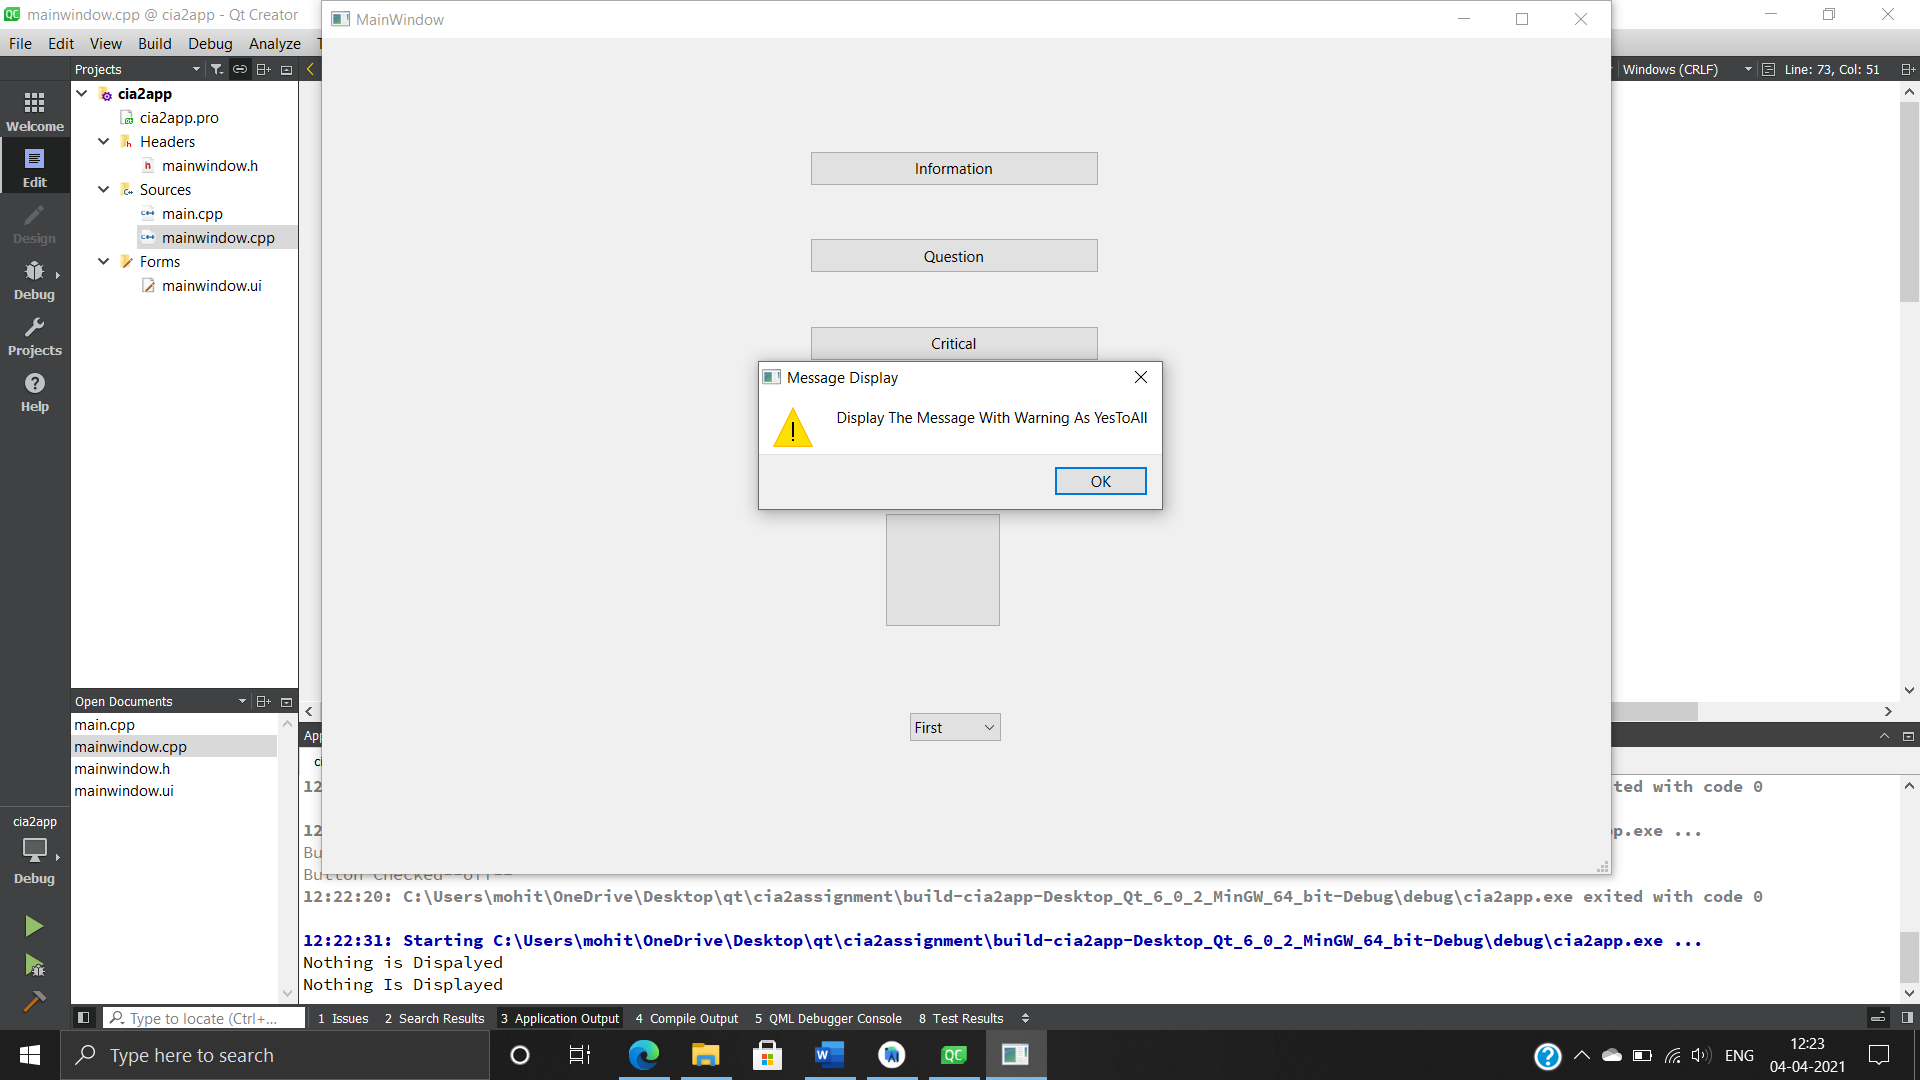 mainwindow.cpp @ cia2app - Qt Creator
File Edit View Build Debug Analyze
MainWindow
Projects
Windows (CRLF)
Line: 73, Col: 51
Welcome
Edit
Design
Debug
Projects
Help
cia2app
cia2app.pro
Headers
mainwindow.h
Sources
main.cpp
mainwindow.cpp
Forms
mainwindow.ui
Information
Question
Critical
Message Display
Display The Message With Warning As YesToAll
OK
First
Open Documents
main.cpp
mainwindow.cpp
mainwindow.h
mainwindow.ui
cia2app
Debug
12
ted with code 0
12
pp.exe ...
Bu
Button Checked--off--
12:22:20: C:\Users\mohit\OneDrive\Desktop\qt\cia2assignment\build-cia2app-Desktop_Qt_6_0_2_MinGW_64_bit-Debug\debug\cia2app.exe exited with code 0
12:22:31: Starting C:\Users\mohit\OneDrive\Desktop\qt\cia2assignment\build-cia2app-Desktop_Qt_6_0_2_MinGW_64_bit-Debug\debug\cia2app.exe ...
Nothing is Dispalyed
Nothing Is Displayed
Type to locate (Ctrl+...
1 Issues 2 Search Results 3 Application Output 4 Compile Output 5 QML Debugger Console 8 Test Results
Type here to search
ENG
12:23
04-04-2021